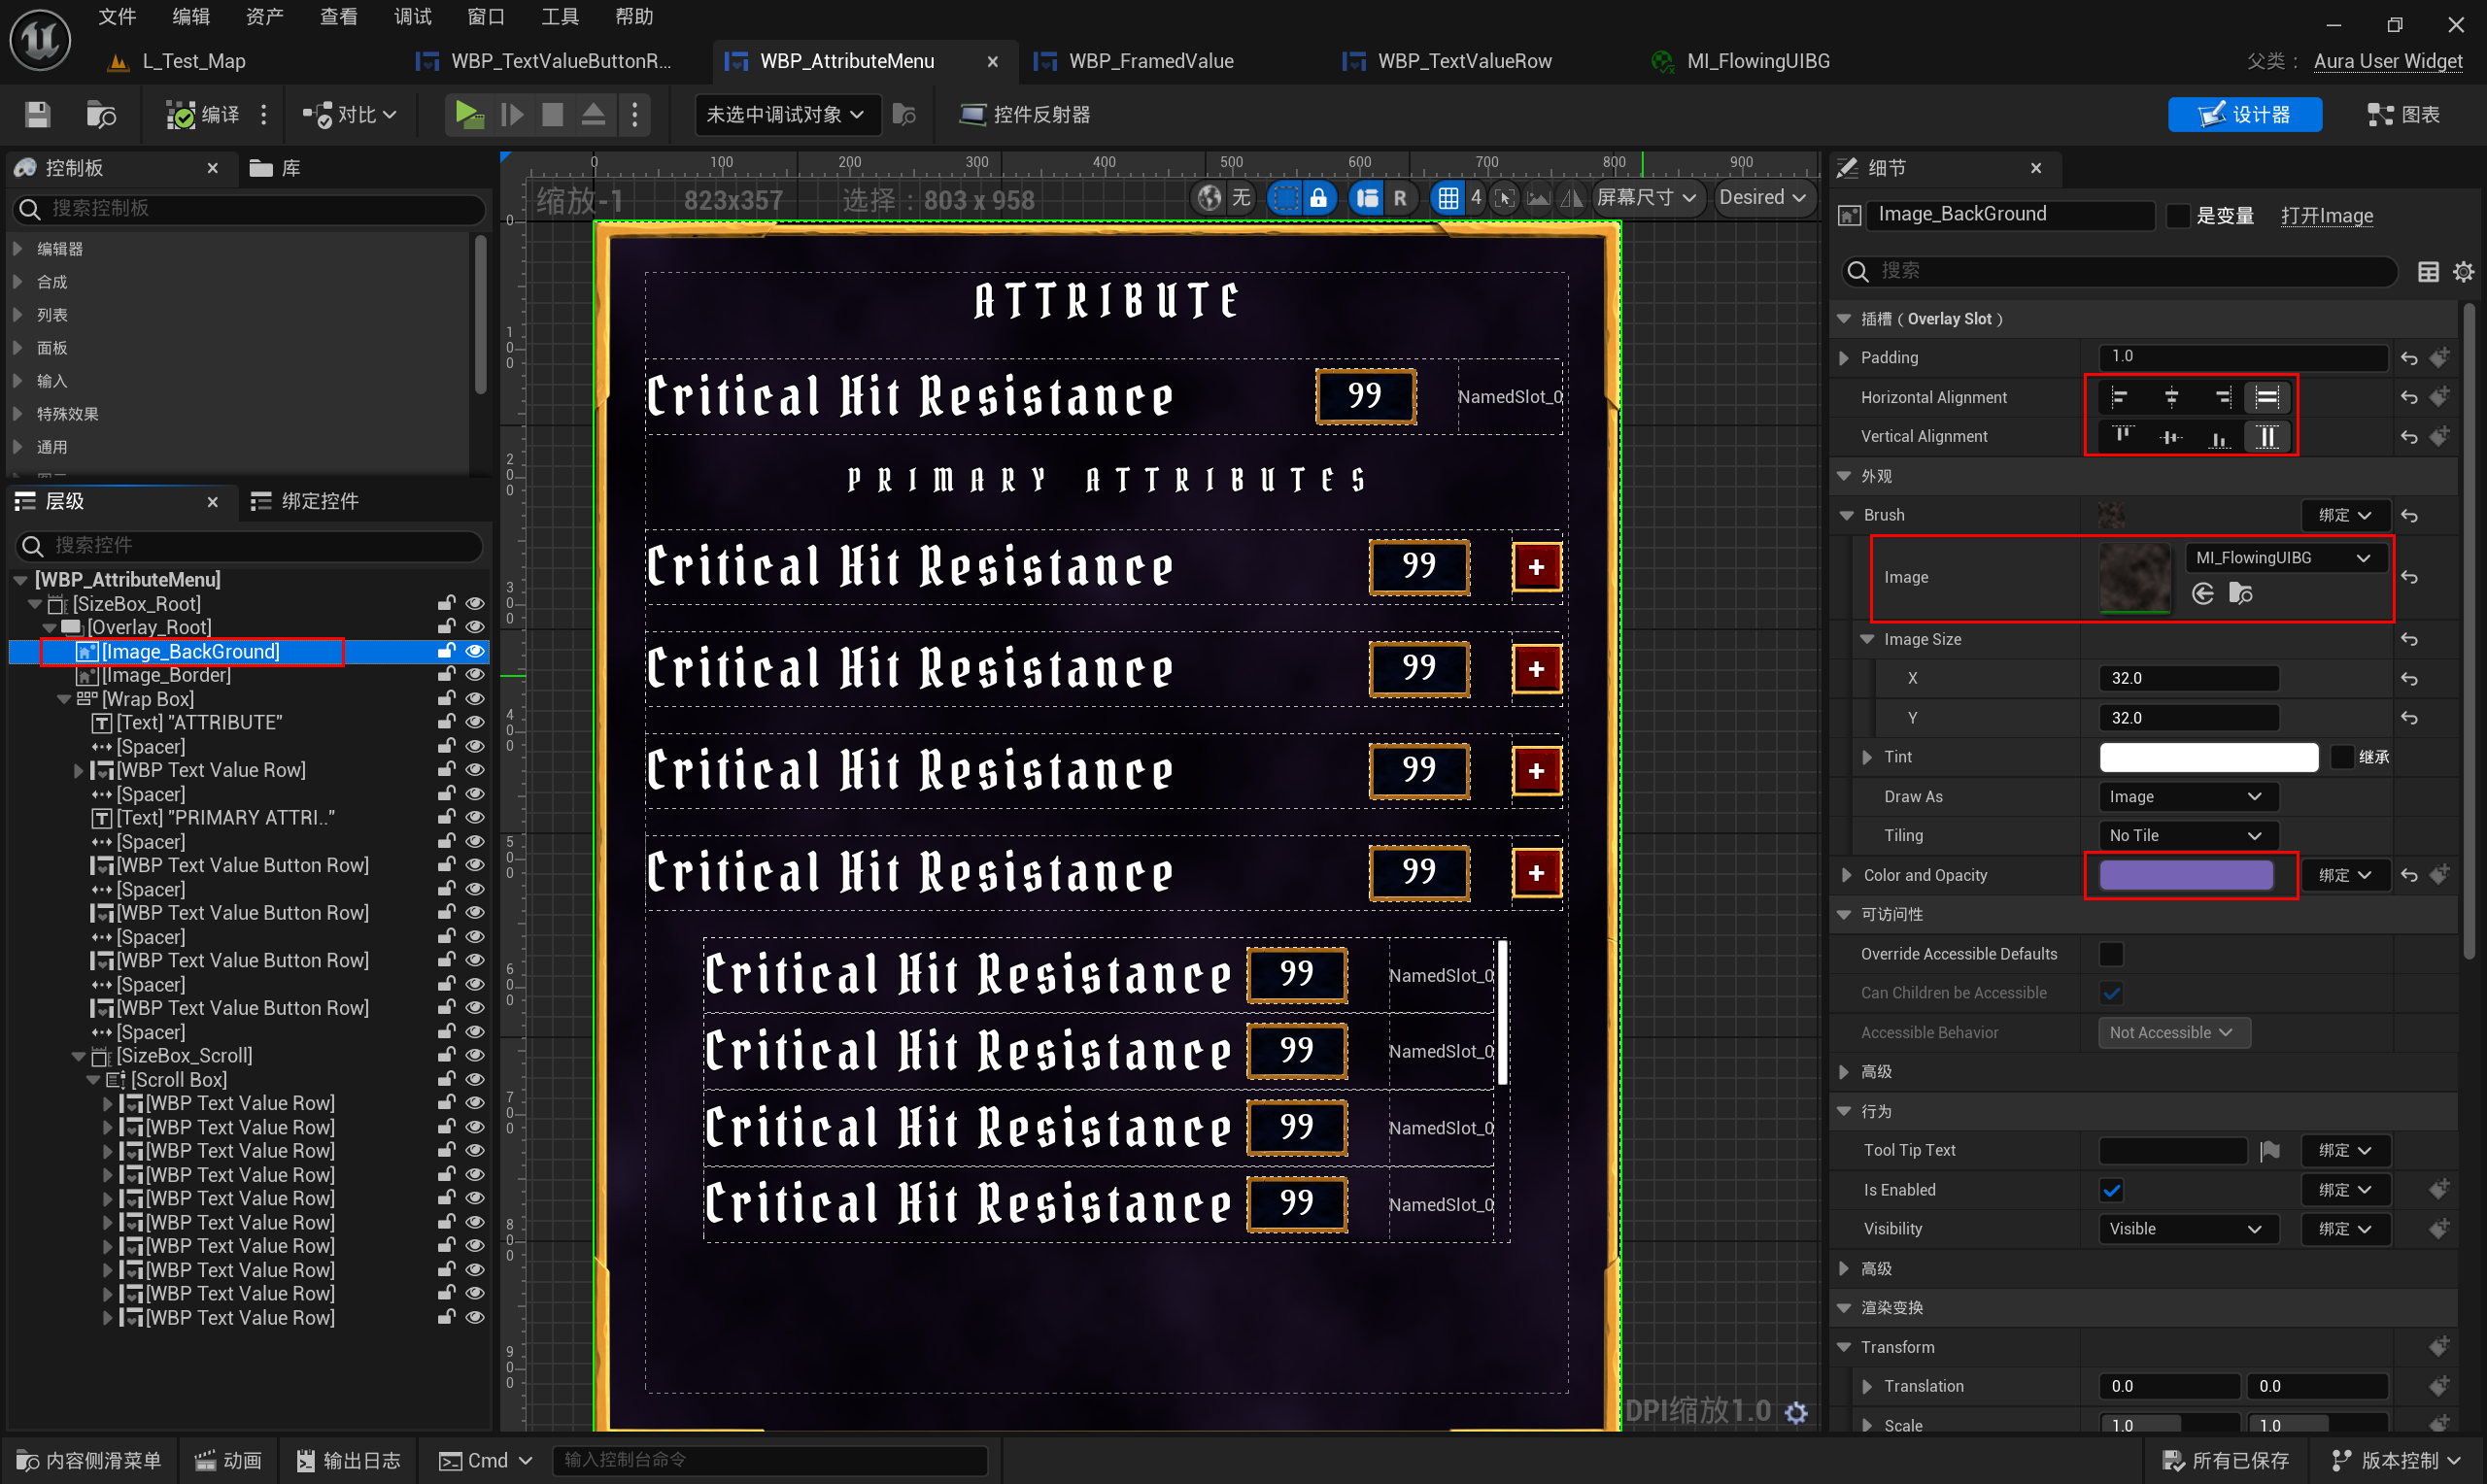 文件 编辑 资产 查看 调试 窗口 工具 帮助
L_Test_Map WBP_TextValueButtonR... WBP_AttributeMenu WBP_FramedValue WBP_TextValueRow MI_FlowingUIBG 父类： Aura User Widget
编译 对比 未选中调试对象 控件反射器 设计器 图表
控制板 库
搜索控制板
编辑器
合成
列表
面板
输入
特殊效果
通用
层级 绑定控件
搜索控件
[WBP_AttributeMenu]
[SizeBox_Root]
[Overlay_Root]
[Image_BackGround]
[Image_Border]
[Wrap Box]
[Text] "ATTRIBUTE"
[Spacer]
[WBP Text Value Row]
[Spacer]
[Text] "PRIMARY ATTRI.."
[Spacer]
[WBP Text Value Button Row]
[Spacer]
[WBP Text Value Button Row]
[Spacer]
[WBP Text Value Button Row]
[Spacer]
[WBP Text Value Button Row]
[Spacer]
[SizeBox_Scroll]
[Scroll Box]
[WBP Text Value Row]
[WBP Text Value Row]
[WBP Text Value Row]
[WBP Text Value Row]
[WBP Text Value Row]
[WBP Text Value Row]
[WBP Text Value Row]
[WBP Text Value Row]
[WBP Text Value Row]
[WBP Text Value Row]
0 100 200 300 400 500 600 700 800 900
缩放-1 823x357 选择：803 x 958 无 R 4 屏幕尺寸 Desired
0
100
200
300
400
500
600
700
800
900
ATTRIBUTE
Critical Hit Resistance 99 NamedSlot_0
PRIMARY ATTRIBUTES
Critical Hit Resistance 99 +
Critical Hit Resistance 99 +
Critical Hit Resistance 99 +
Critical Hit Resistance 99 +
Critical Hit Resistance 99 NamedSlot_0
Critical Hit Resistance 99 NamedSlot_0
Critical Hit Resistance 99 NamedSlot_0
Critical Hit Resistance 99 NamedSlot_0
DPI缩放1.0
细节
Image_BackGround 是变量 打开Image
搜索
插槽（Overlay Slot）
Padding 1.0
Horizontal Alignment
Vertical Alignment
外观
Brush 绑定
Image MI_FlowingUIBG
Image Size
X 32.0
Y 32.0
Tint 继承
Draw As Image
Tiling No Tile
Color and Opacity 绑定
可访问性
Override Accessible Defaults
Can Children be Accessible
Accessible Behavior Not Accessible
高级
行为
Tool Tip Text 绑定
Is Enabled 绑定
Visibility Visible 绑定
高级
渲染变换
Transform
Translation 0.0 0.0
Scale 1.0 1.0
内容侧滑菜单 动画 输出日志 Cmd 输入控制台命令 所有已保存 版本控制